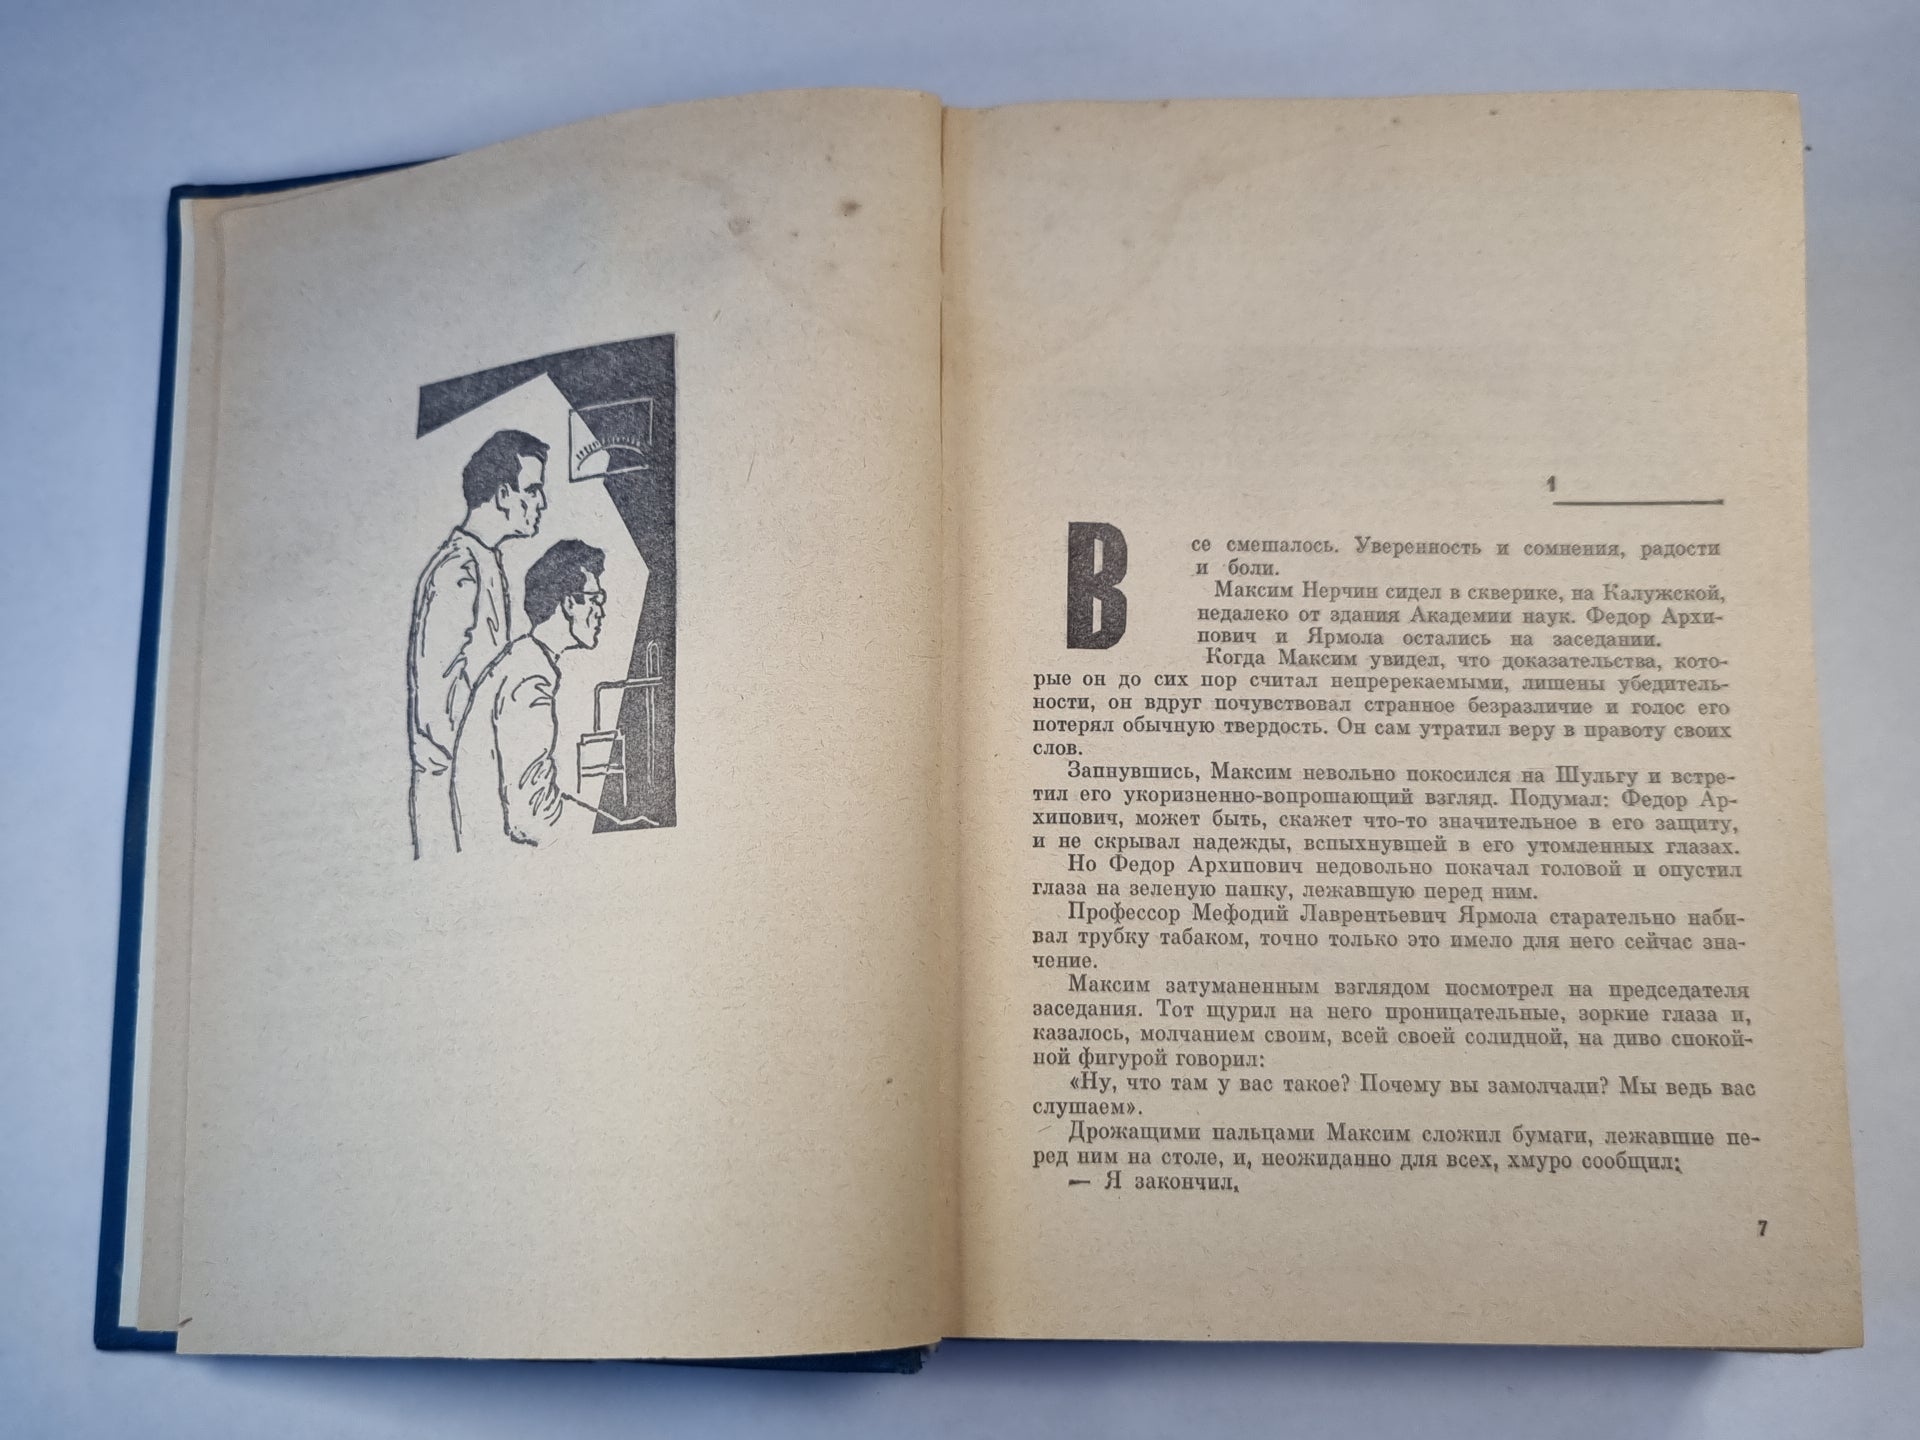 1
Все смешалось. Уверенность и сомнения, радости
и боли.
Максим Нерчин сидел в скверике, на Калужской,
недалеко от здания Академии наук. Федор Архи-
пович и Ярмола остались на заседании.
Когда Максим увидел, что доказательства, кото-
рые он до сих пор считал непререкаемыми, лишены убедитель-
ности, он вдруг почувствовал странное безразличие и голос его
потерял обычную твердость. Он сам утратил веру в правоту своих
слов.
Запнувшись, Максим невольно покосился на Шульгу и встре-
тил его укоризненно-вопрошающий взгляд. Подумал: Федор Ар-
хипович, может быть, скажет что-то значительное в его защиту,
и не скрывал надежды, вспыхнувшей в его утомленных глазах.
Но Федор Архипович недовольно покачал головой и опустил
глаза на зеленую папку, лежавшую перед ним.
Профессор Мефодий Лаврентьевич Ярмола старательно наби-
вал трубку табаком, точно только это имело для него сейчас зна-
чение.
Максим затуманенным взглядом посмотрел на председателя
заседания. Тот щурил на него проницательные, зоркие глаза и,
казалось, молчанием своим, всей своей солидной, на диво спокой-
ной фигурой говорил:
«Ну, что там у вас такое? Почему вы замолчали? Мы ведь вас
слушаем».
Дрожащими пальцами Максим сложил бумаги, лежавшие пе-
ред ним на столе, и, неожиданно для всех, хмуро сообщил:
— Я закончил.
7